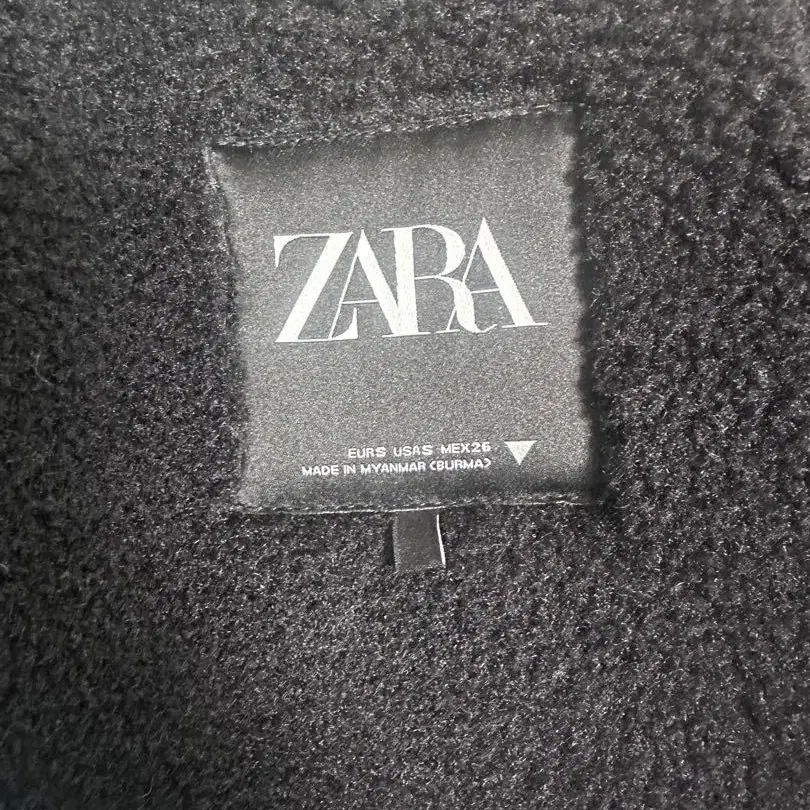 ZARA
EUR S USA S MEX 26
MADE IN MYANMAR (BURMA)